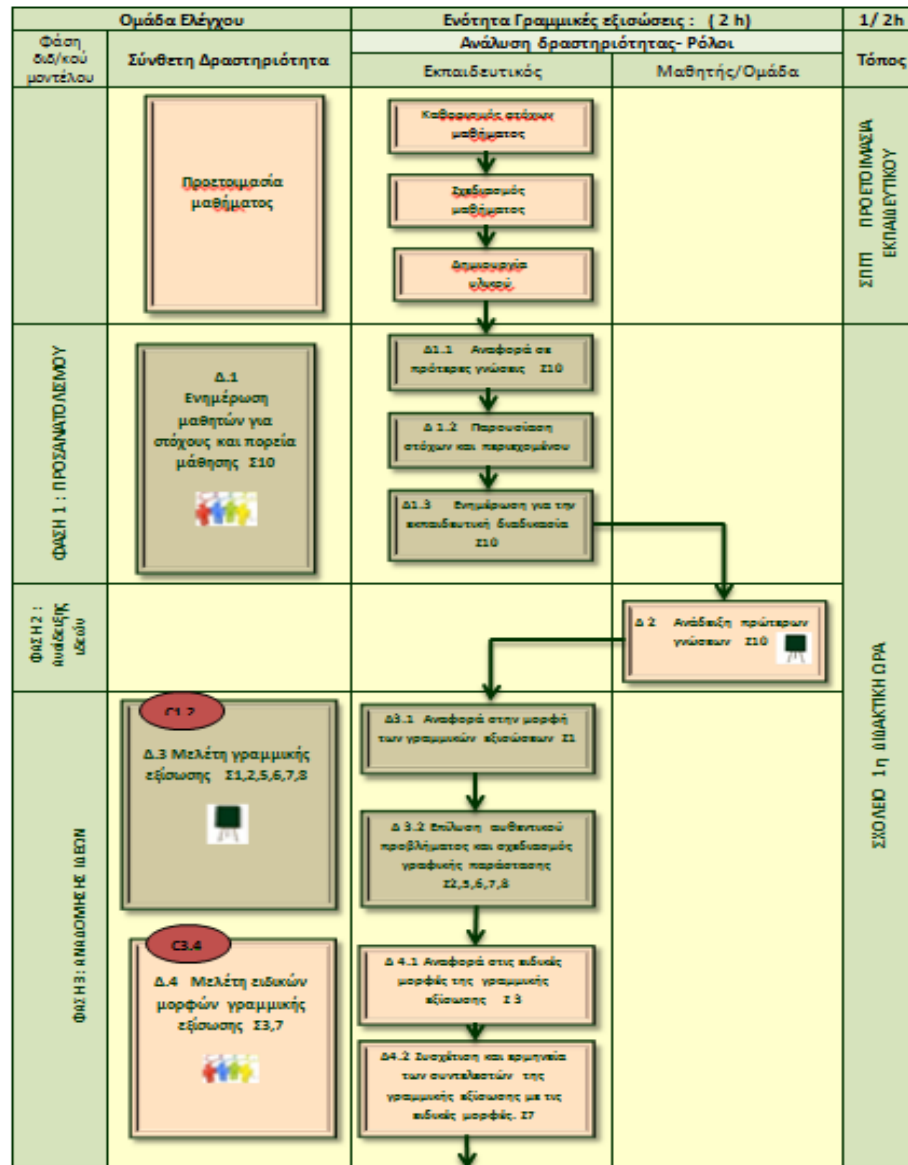 Ομάδα Ελέγχου
Ενότητα Γραμμικές εξισώσεις : ( 2 h)
1/ 2h
Φάση
διδ/κού
μοντέλου
Σύνθετη Δραστηριότητα
Ανάλυση δραστηριότητας- Ρόλοι
Εκπαιδευτικός
Μαθητής/Ομάδα
Τόπος
Προετοιμασία
μαθήματος
Καθορισμός στόχων
μαθήματος
Σχεδιασμός
μαθήματος
Δημιουργία
υλικού
ΣΠΙΤΙ ΠΡΟΕΤΟΙΜΑΣΙΑ
ΕΚΠΑΙΔΕΥΤΙΚΟΥ
ΦΑΣΗ 1 : ΠΡΟΣΑΝΑΤΟΛΙΣΜΟΥ
Δ.1
Ενημέρωση
μαθητών για
στόχους και πορεία
μάθησης Σ10
Δ1.1 Αναφορά σε
πρότερες γνώσεις Σ10
Δ 1.2 Παρουσίαση
στόχων και περιεχομένου
Δ1.3 Ενημέρωση για την
εκπαιδευτική διαδικασία
Σ10
ΦΑΣΗ 2 :
Ανάδειξης
ιδεών
Δ 2 Ανάδειξη πρώτερων
γνώσεων Σ10
ΣΧΟΛΕΙΟ 1η ΔΙΔΑΚΤΙΚΗ ΩΡΑ
ΦΑΣΗ 3: ΑΝΑΔΟΜΗΣΗΣ ΙΔΕΩΝ
C1.2
Δ.3 Μελέτη γραμμικής
εξίσωσης Σ1,2,5,6,7,8
Δ3.1 Αναφορά στην μορφή
των γραμμικών εξισώσεων Σ1
Δ 3.2 Επίλυση αυθεντικού
προβλήματος και σχεδιασμός
γραφικής παράστασης
Σ2,5,6,7,8
C3.4
Δ.4 Μελέτη ειδικών
μορφών γραμμικής
εξίσωσης Σ3,7
Δ 4.1 Αναφορά στις ειδικές
μορφές της γραμμικής
εξίσωσης Σ 3
Δ4.2 Συσχέτιση και ερμηνεία
των συντελεστών της
γραμμικής εξίσωσης με τις
ειδικές μορφές. Σ7